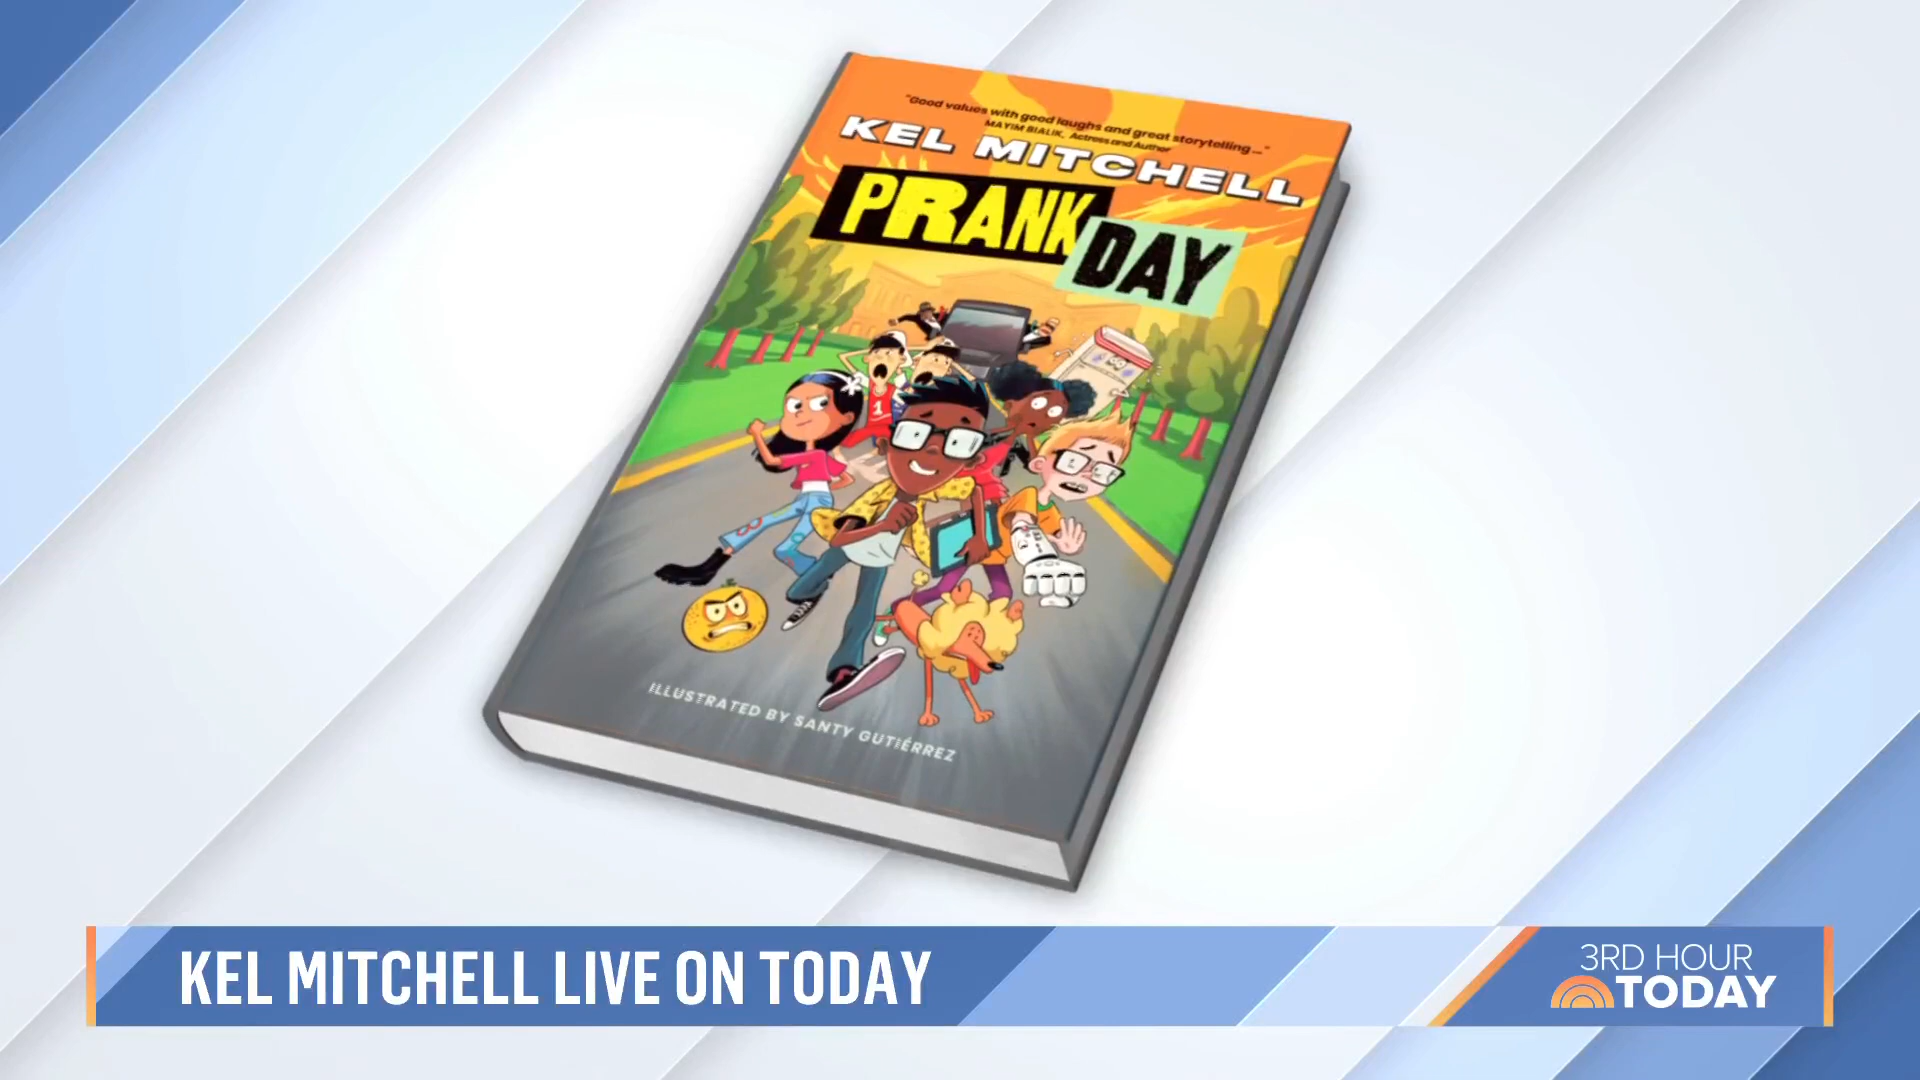 "Good values with good laughs and great storytelling..."
MAYIM BIALIK, Actress and Author
KEL MITCHELL
PRANK
DAY
1
ILLUSTRATED BY SANTY GUTIÉRREZ
KEL MITCHELL LIVE ON TODAY
3RD HOUR
TODAY